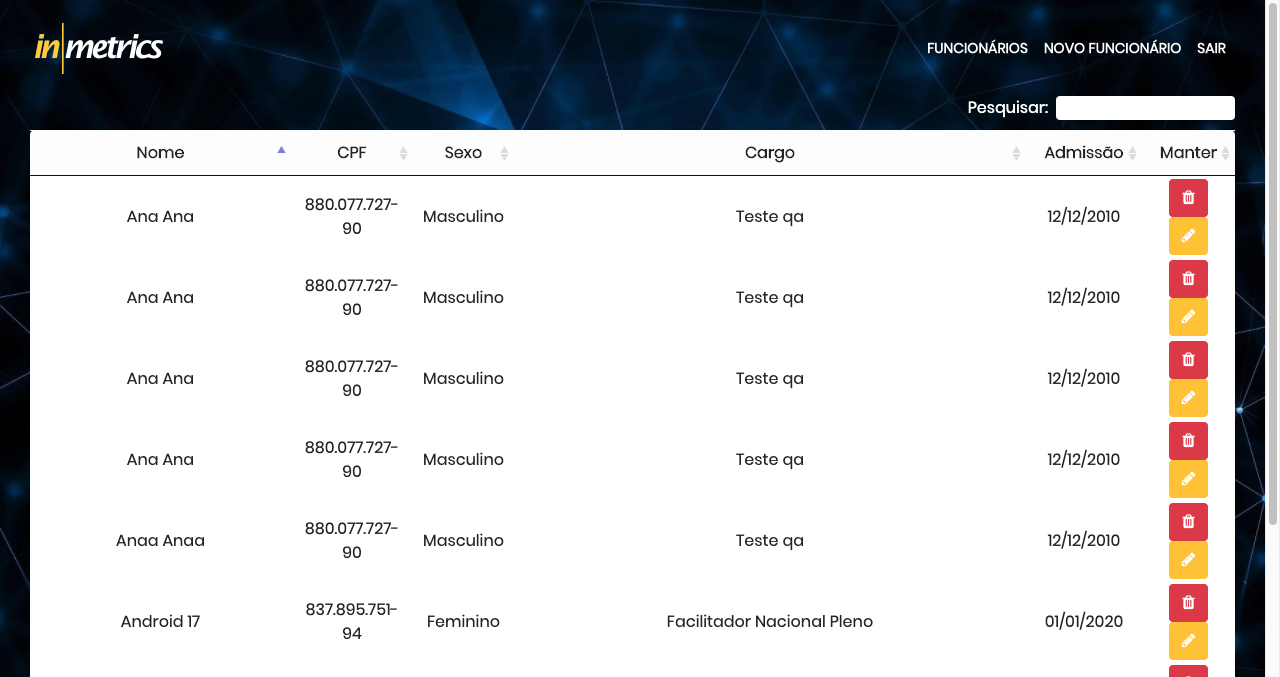 in|metrics
FUNCIONÁRIOS NOVO FUNCIONÁRIO SAIR
Pesquisar:
Nome CPF Sexo Cargo Admissão Manter
Ana Ana 880.077.727-90 Masculino Teste qa 12/12/2010
Ana Ana 880.077.727-90 Masculino Teste qa 12/12/2010
Ana Ana 880.077.727-90 Masculino Teste qa 12/12/2010
Ana Ana 880.077.727-90 Masculino Teste qa 12/12/2010
Anaa Anaa 880.077.727-90 Masculino Teste qa 12/12/2010
Android 17 837.895.751-94 Feminino Facilitador Nacional Pleno 01/01/2020